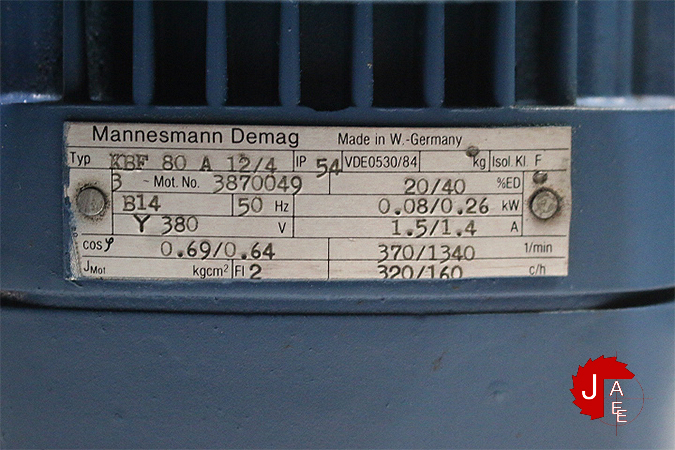 Mannesmann Demag Made in W.-Germany
Typ KBF 80 A 12/4 IP 54 VDE0530/84 kg Isol. Kl. F
3 ~ Mot. No. 3870049 20/40 %ED
B14 50 Hz 0.08/0.26 kW
Y 380 V 1.5/1.4 A
cos φ 0.69/0.64 370/1340 1/min
JMot kgcm² FI 2 320/160 c/h
JAEE